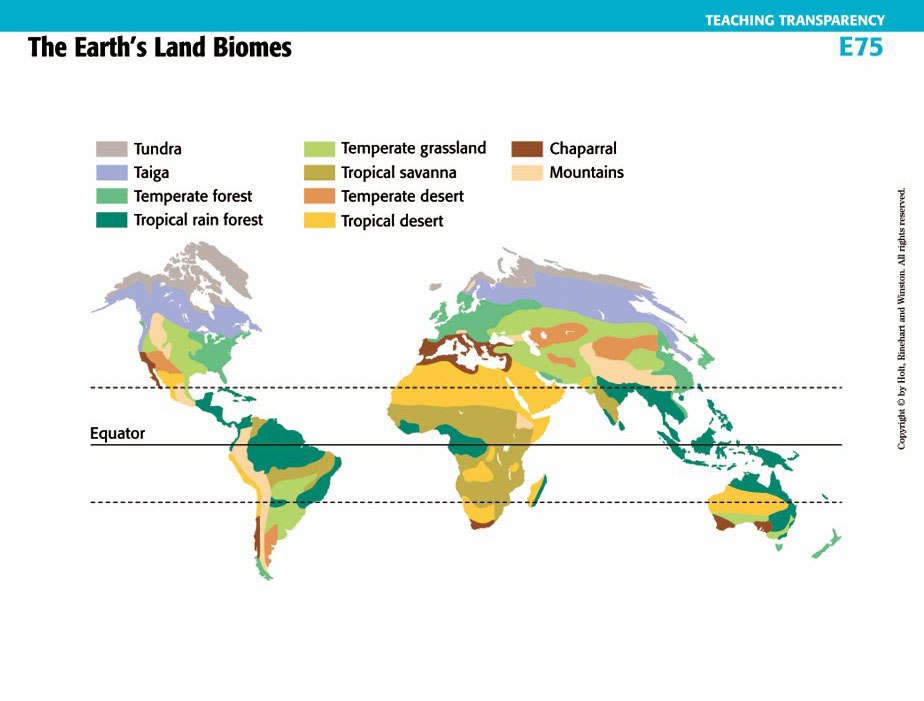 TEACHING TRANSPARENCY
The Earth's Land Biomes
E75
Tundra
Taiga
Temperate forest
Tropical rain forest
Temperate grassland
Tropical savanna
Temperate desert
Tropical desert
Chaparral
Mountains
Equator
Copyright © by Holt, Rinehart and Winston. All rights reserved.